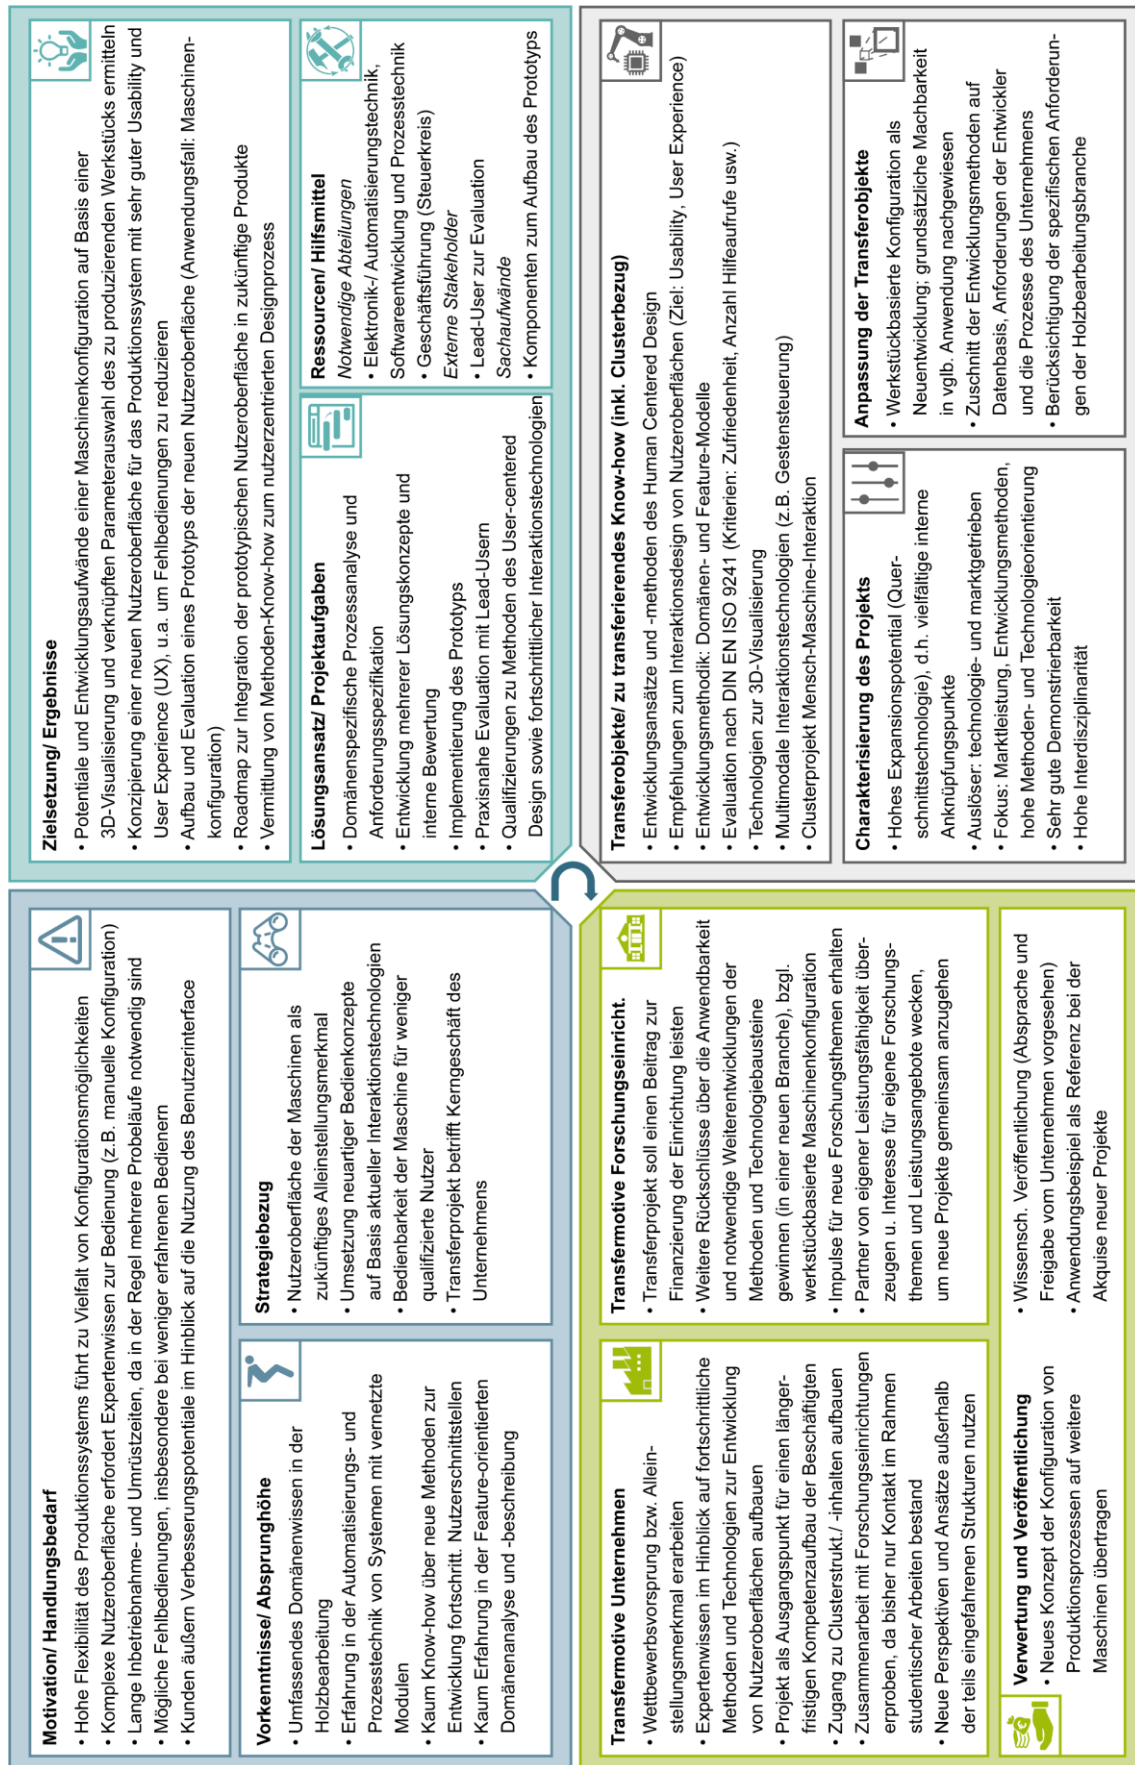 Motivation/ Handlungsbedarf
• Hohe Flexibilität des Produktionssystems führt zu Vielfalt von Konfigurationsmöglichkeiten
• Komplexe Nutzeroberfläche erfordert Expertenwissen zur Bedienung (z.B. manuelle Konfiguration)
• Lange Inbetriebnahme- und Umrüstzeiten, da in der Regel mehrere Probeläufe notwendig sind
• Mögliche Fehlbedienungen, insbesondere bei weniger erfahrenen Bedienern
• Kunden äußern Verbesserungspotentiale im Hinblick auf die Nutzung des Benutzerinterface
Vorkenntnisse/ Absprunghöhe
• Umfassendes Domänenwissen in der
Holzbearbeitung
• Erfahrung in der Automatisierungs- und
Prozesstechnik von Systemen mit vernetzte
Modulen
• Kaum Know-how über neue Methoden zur
Entwicklung fortschritt. Nutzerschnittstellen
• Kaum Erfahrung in der Feature-orientierten
Domänenanalyse und -beschreibung
Strategiebezug
• Nutzeroberfläche der Maschinen als
zukünftiges Alleinstellungsmerkmal
• Umsetzung neuartiger Bedienkonzepte
auf Basis aktueller Interaktionstechnologien
• Bedienbarkeit der Maschine für weniger
qualifizierte Nutzer
• Transferprojekt betrifft Kerngeschäft des
Unternehmens
Zielsetzung/ Ergebnisse
• Potentiale und Entwicklungsaufwände einer Maschinenkonfiguration auf Basis einer
3D-Visualisierung und verknüpften Parameterauswahl des zu produzierenden Werkstücks ermitteln
• Konzipierung einer neuen Nutzeroberfläche für das Produktionssystem mit sehr guter Usability und
User Experience (UX), u.a. um Fehlbedienungen zu reduzieren
• Aufbau und Evaluation eines Prototyps der neuen Nutzeroberfläche (Anwendungsfall: Maschinen-
konfiguration)
• Roadmap zur Integration der prototypischen Nutzeroberfläche in zukünftige Produkte
• Vermittlung von Methoden-Know-how zum nutzerzentrierten Designprozess
Lösungsansatz/ Projektaufgaben
• Domänenspezifische Prozessanalyse und
Anforderungsspezifikation
• Entwicklung mehrerer Lösungskonzepte und
interne Bewertung
• Implementierung des Prototyps
• Praxisnahe Evaluation mit Lead-Usern
• Qualifizierungen zu Methoden des User-centered
Design sowie fortschrittlicher Interaktionstechnologien
Ressourcen/ Hilfsmittel
Notwendige Abteilungen
• Elektronik-/ Automatisierungstechnik,
Softwareentwicklung und Prozesstechnik
• Geschäftsführung (Steuerkreis)
Externe Stakeholder
• Lead-User zur Evaluation
Sachaufwände
• Komponenten zum Aufbau des Prototyps
Transfermotive Unternehmen
• Wettbewerbsvorsprung bzw. Allein-
stellungsmerkmal erarbeiten
• Expertenwissen im Hinblick auf fortschrittliche
Methoden und Technologien zur Entwicklung
von Nutzeroberflächen aufbauen
• Projekt als Ausgangspunkt für einen länger-
fristigen Kompetenzaufbau der Beschäftigten
• Zugang zu Clusterstrukt./ -inhalten aufbauen
• Zusammenarbeit mit Forschungseinrichtungen
erproben, da bisher nur Kontakt im Rahmen
studentischer Arbeiten bestand
• Neue Perspektiven und Ansätze außerhalb
der teils eingefahrenen Strukturen nutzen
Transfermotive Forschungseinricht.
• Transferprojekt soll einen Beitrag zur
Finanzierung der Einrichtung leisten
• Weitere Rückschlüsse über die Anwendbarkeit
und notwendige Weiterentwicklungen der
Methoden und Technologiebausteine
gewinnen (in einer neuen Branche), bzgl.
werkstückbasierte Maschinenkonfiguration
• Impulse für neue Forschungsthemen erhalten
• Partner von eigener Leistungsfähigkeit über-
zeugen u. Interesse für eigene Forschungs-
themen und Leistungsangebote wecken,
um neue Projekte gemeinsam anzugehen
Verwertung und Veröffentlichung
• Neues Konzept der Konfiguration von
Produktionsprozessen auf weitere
Maschinen übertragen
• Wissensch. Veröffentlichung (Absprache und
Freigabe vom Unternehmen vorgesehen)
• Anwendungsbeispiel als Referenz bei der
Akquise neuer Projekte
Transferobjekte/ zu transferierendes Know-how (inkl. Clusterbezug)
• Entwicklungsansätze und -methoden des Human Centered Design
• Empfehlungen zum Interaktionsdesign von Nutzeroberflächen (Ziel: Usability, User Experience)
• Entwicklungsmethodik: Domänen- und Feature-Modelle
• Evaluation nach DIN EN ISO 9241 (Kriterien: Zufriedenheit, Anzahl Hilfeaufrufe usw.)
• Technologien zur 3D-Visualisierung
• Multimodale Interaktionstechnologien (z.B. Gestensteuerung)
• Clusterprojekt Mensch-Maschine-Interaktion
Charakterisierung des Projekts
• Hohes Expansionspotential (Quer-
schnittstechnologie), d.h. vielfältige interne
Anknüpfungspunkte
• Auslöser: technologie- und marktgetrieben
• Fokus: Marktleistung, Entwicklungsmethoden,
hohe Methoden- und Technologieorientierung
• Sehr gute Demonstrierbarkeit
• Hohe Interdisziplinarität
Anpassung der Transferobjekte
• Werkstückbasierte Konfiguration als
Neuentwicklung; grundsätzliche Machbarkeit
in vglb. Anwendung nachgewiesen
• Zuschnitt der Entwicklungsmethoden auf
Datenbasis, Anforderungen der Entwickler
und die Prozesse des Unternehmens
• Berücksichtigung der spezifischen Anforderun-
gen der Holzbearbeitungsbranche